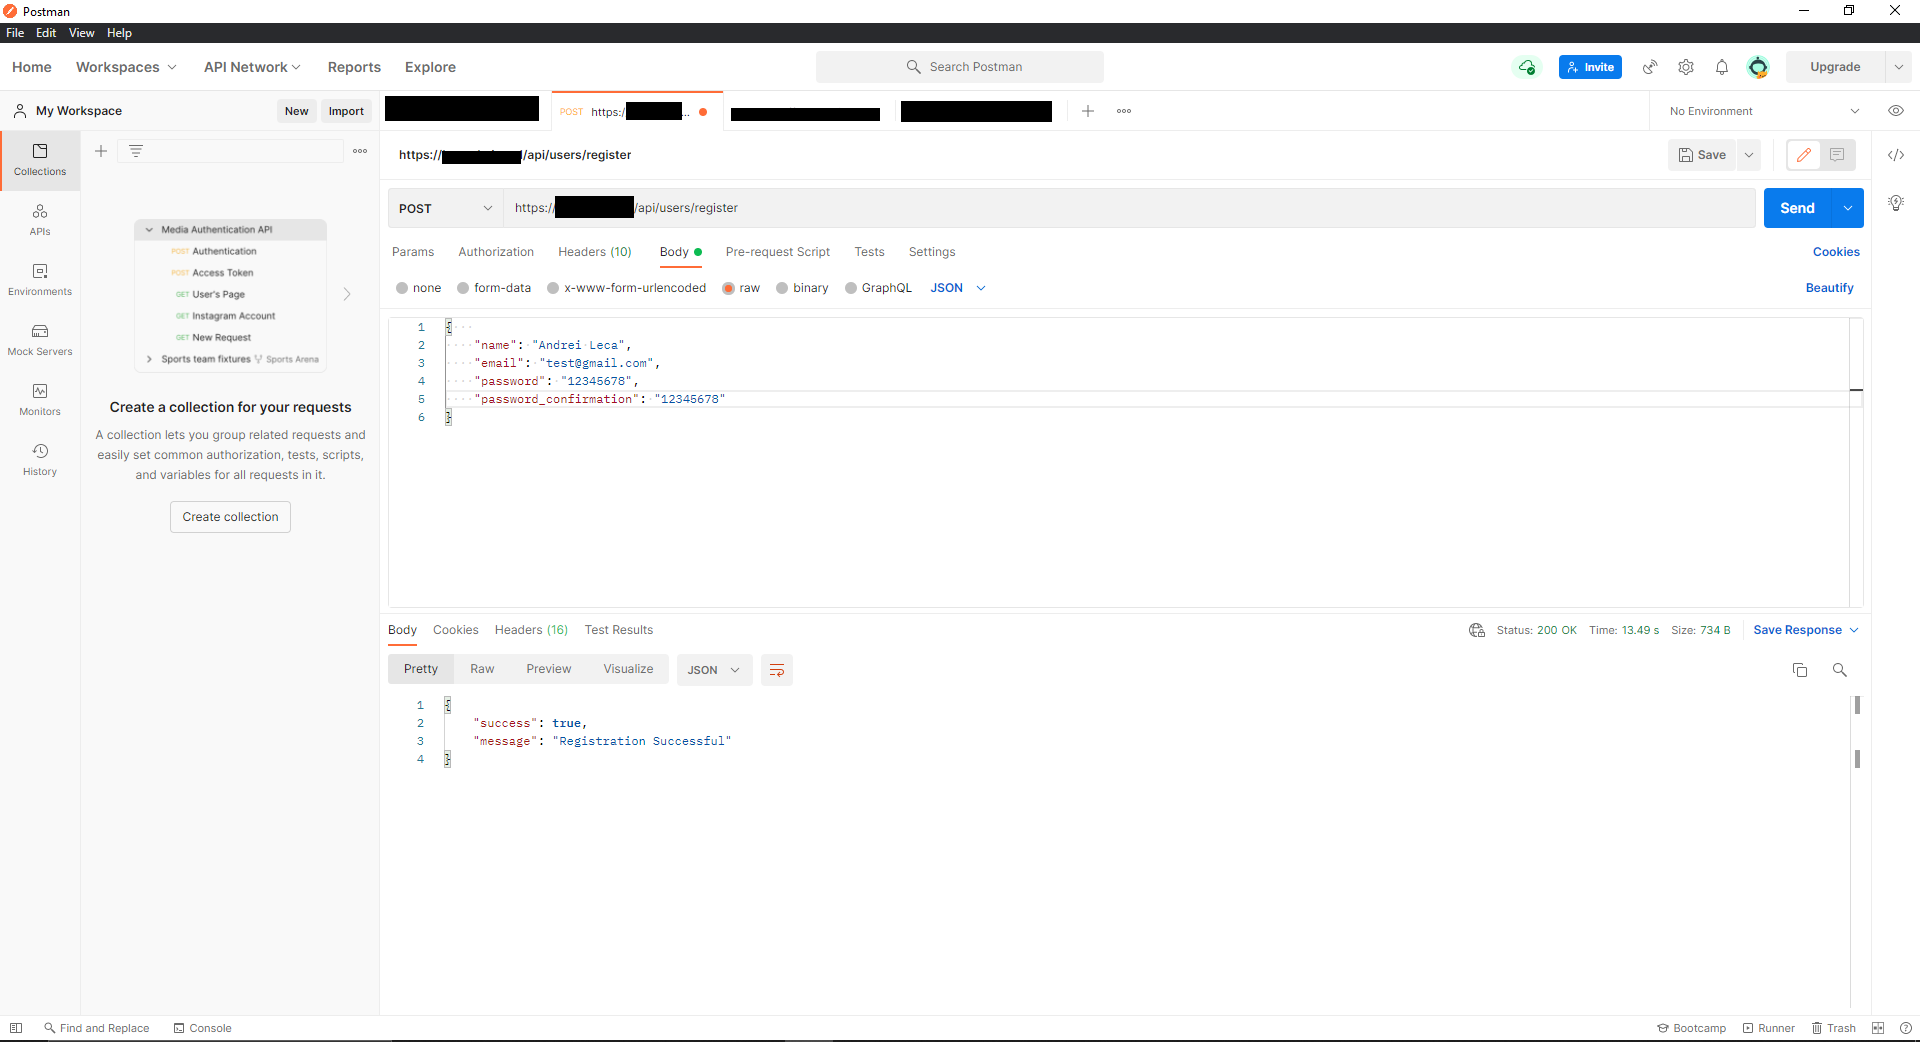 Postman
File Edit View Help
Home Workspaces API Network Reports Explore
Search Postman
Invite
Upgrade
My Workspace
New Import
POST https:/ ...
No Environment
Collections
APIs
Environments
Mock Servers
Monitors
History
Media Authentication API
POST Authentication
POST Access Token
GET User's Page
GET Instagram Account
GET New Request
Sports team fixtures Sports Arena
Create a collection for your requests
A collection lets you group related requests and
easily set common authorization, tests, scripts,
and variables for all requests in it.
Create collection
https:// /api/users/register
Save
POST
https:// /api/users/register
Send
Params Authorization Headers (10) Body Pre-request Script Tests Settings
Cookies
none form-data x-www-form-urlencoded raw binary GraphQL JSON
Beautify
1 {
2 "name": "Andrei Leca",
3 "email": "test@gmail.com",
4 "password": "12345678",
5 "password_confirmation": "12345678"
6 }
Body Cookies Headers (16) Test Results
Status: 200 OK Time: 13.49 s Size: 734 B Save Response
Pretty Raw Preview Visualize JSON
1 {
2 "success": true,
3 "message": "Registration Successful"
4 }
Find and Replace Console
Bootcamp Runner Trash